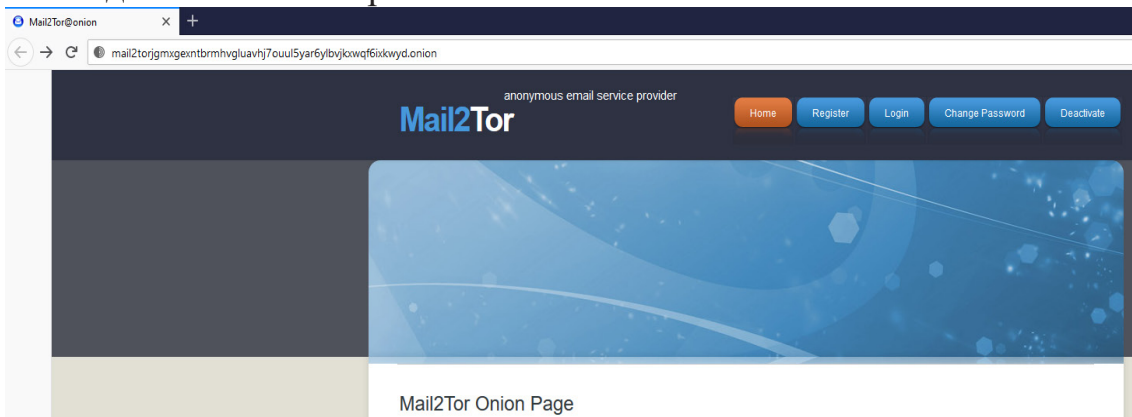 Mail2Tor@onion
mail2torjgmxgexntbrmhvgluavhj7ouul5yar6ylbvjkxwqf6ixkwyd.onion
anonymous email service provider
Mail2Tor
Home Register Login Change Password Deactivate
Mail2Tor Onion Page